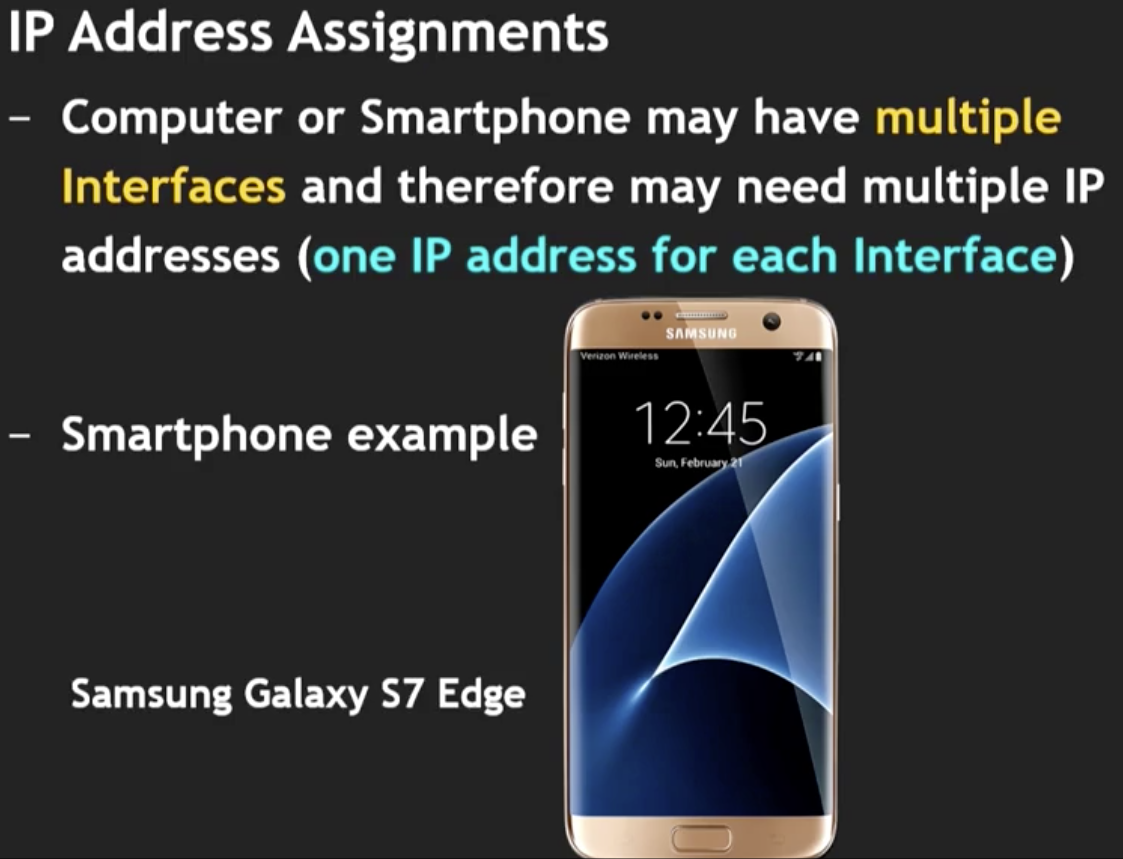 IP Address Assignments
– Computer or Smartphone may have multiple
Interfaces and therefore may need multiple IP
addresses (one IP address for each Interface)
– Smartphone example
SAMSUNG
Verizon Wireless
12:45
Sun, February 21
Samsung Galaxy S7 Edge